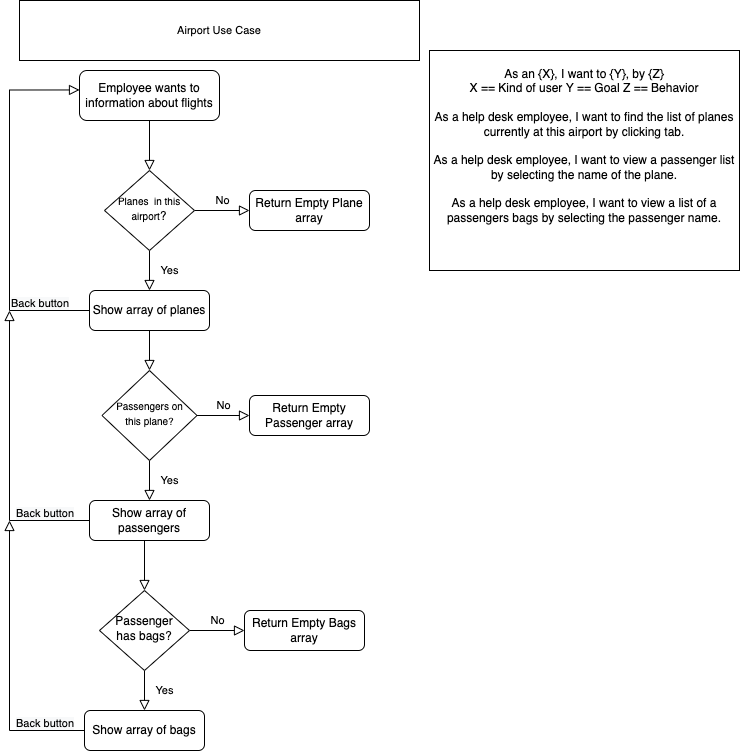 Airport Use Case
Employee wants to
information about flights
As an {X}, I want to {Y}, by {Z}
X == Kind of user Y == Goal Z == Behavior
As a help desk employee, I want to find the list of planes
currently at this airport by clicking tab.
As a help desk employee, I want to view a passenger list
by selecting the name of the plane.
As a help desk employee, I want to view a list of a
passengers bags by selecting the passenger name.
Planes in this
airport?
No
Return Empty Plane
array
Yes
Back button
Show array of planes
Passengers on
this plane?
No
Return Empty
Passenger array
Yes
Back button
Show array of
passengers
Passenger
has bags?
No
Return Empty Bags
array
Yes
Back button
Show array of bags